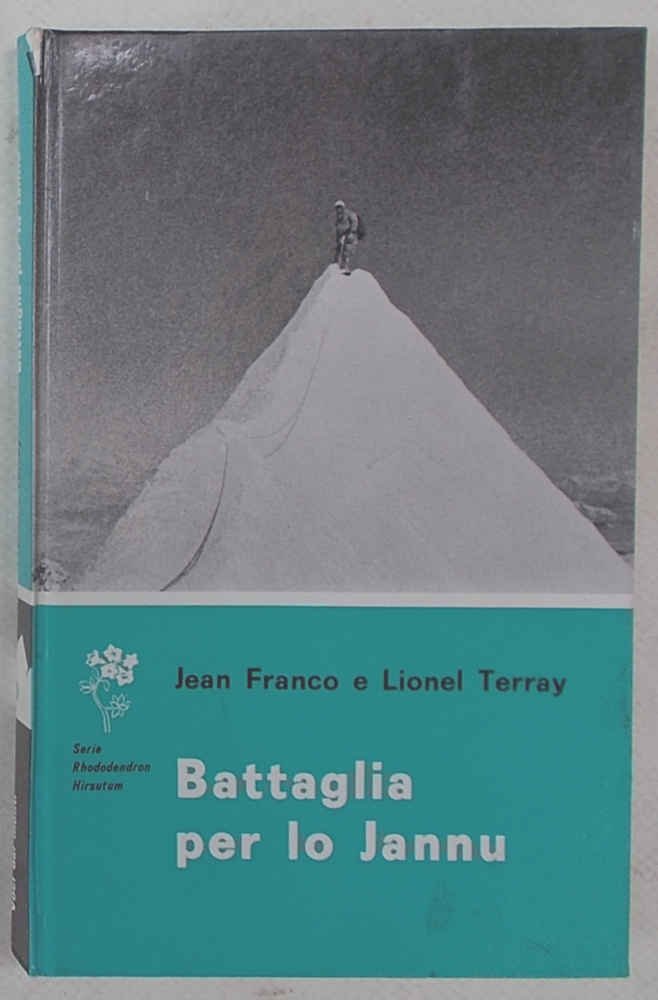 Jean Franco e Lionel Terray
Serie
Rhododendron
Hirsutum
Battaglia
per lo Jannu